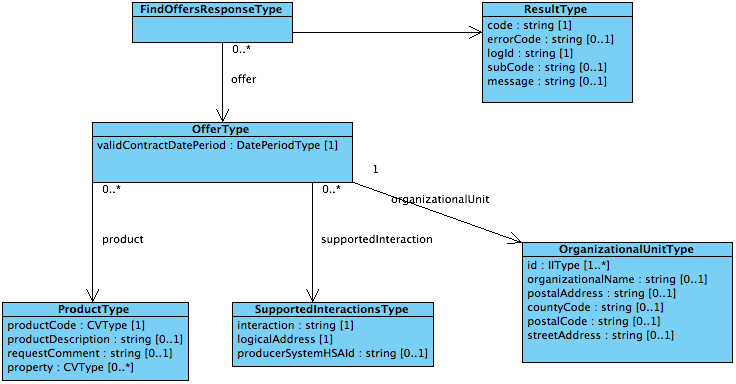 FindOffersResponseType
ResultType
code : string [1]
errorCode : string [0..1]
logId : string [1]
subCode : string [0..1]
message : string [0..1]
0..*
offer
OfferType
validContractDatePeriod : DatePeriodType [1]
0..*
0..*
1
organizationalUnit
product
supportedInteraction
OrganizationalUnitType
id : IIType [1..*]
organizationalName : string [0..1]
postalAddress : string [0..1]
countyCode : string [0..1]
postalCode : string [0..1]
streetAddress : string [0..1]
ProductType
productCode : CVType [1]
productDescription : string [0..1]
requestComment : string [0..1]
property : CVType [0..*]
SupportedInteractionsType
interaction : string [1]
logicalAddress [1]
producerSystemHSAId : string [0..1]